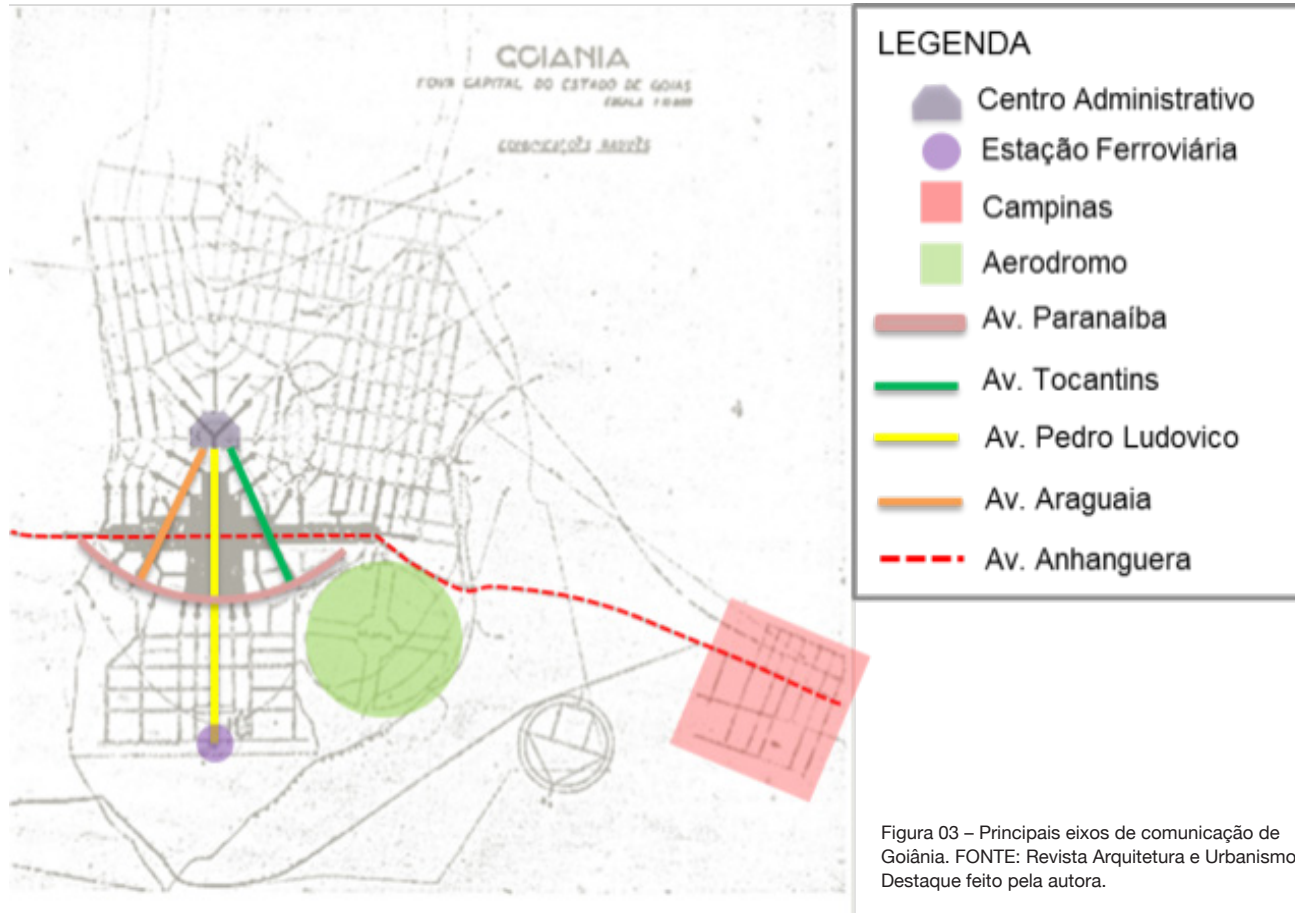 GOIANIA
NOVA CAPITAL DO ESTADO DE GOIAS
LEGENDA
Centro Administrativo
Estação Ferroviária
Campinas
Aerodromo
Av. Paranaíba
Av. Tocantins
Av. Pedro Ludovico
Av. Araguaia
Av. Anhanguera
Figura 03 – Principais eixos de comunicação de
Goiânia. FONTE: Revista Arquitetura e Urbanismo
Destaque feito pela autora.